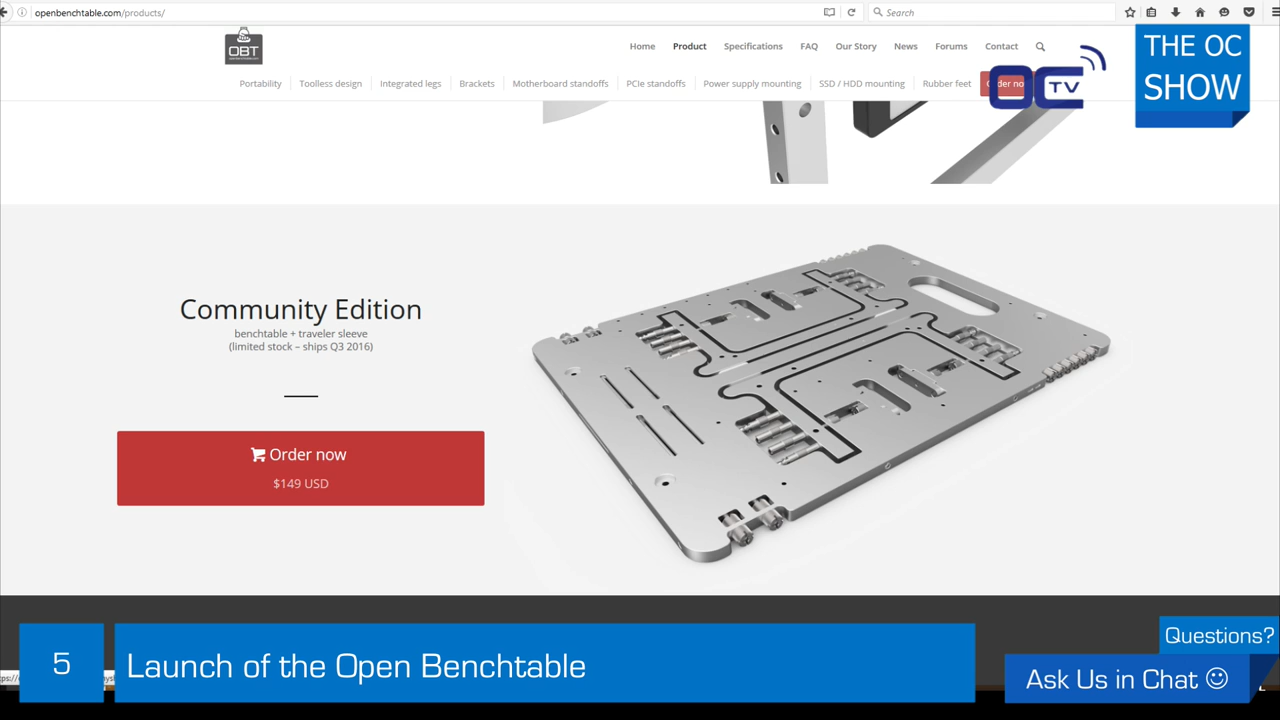 openbenchtable.com/products/
Search
OBT
Home Product Specifications FAQ Our Story News Forums Contact
THE OC
SHOW
OC TV
Portability Toolless design Integrated legs Brackets Motherboard standoffs PCIe standoffs Power supply mounting SSD / HDD mounting Rubber feet
Community Edition
benchtable + traveler sleeve
(limited stock – ships Q3 2016)
Order now
$149 USD
Questions?
5
Launch of the Open Benchtable
Ask Us in Chat ☺